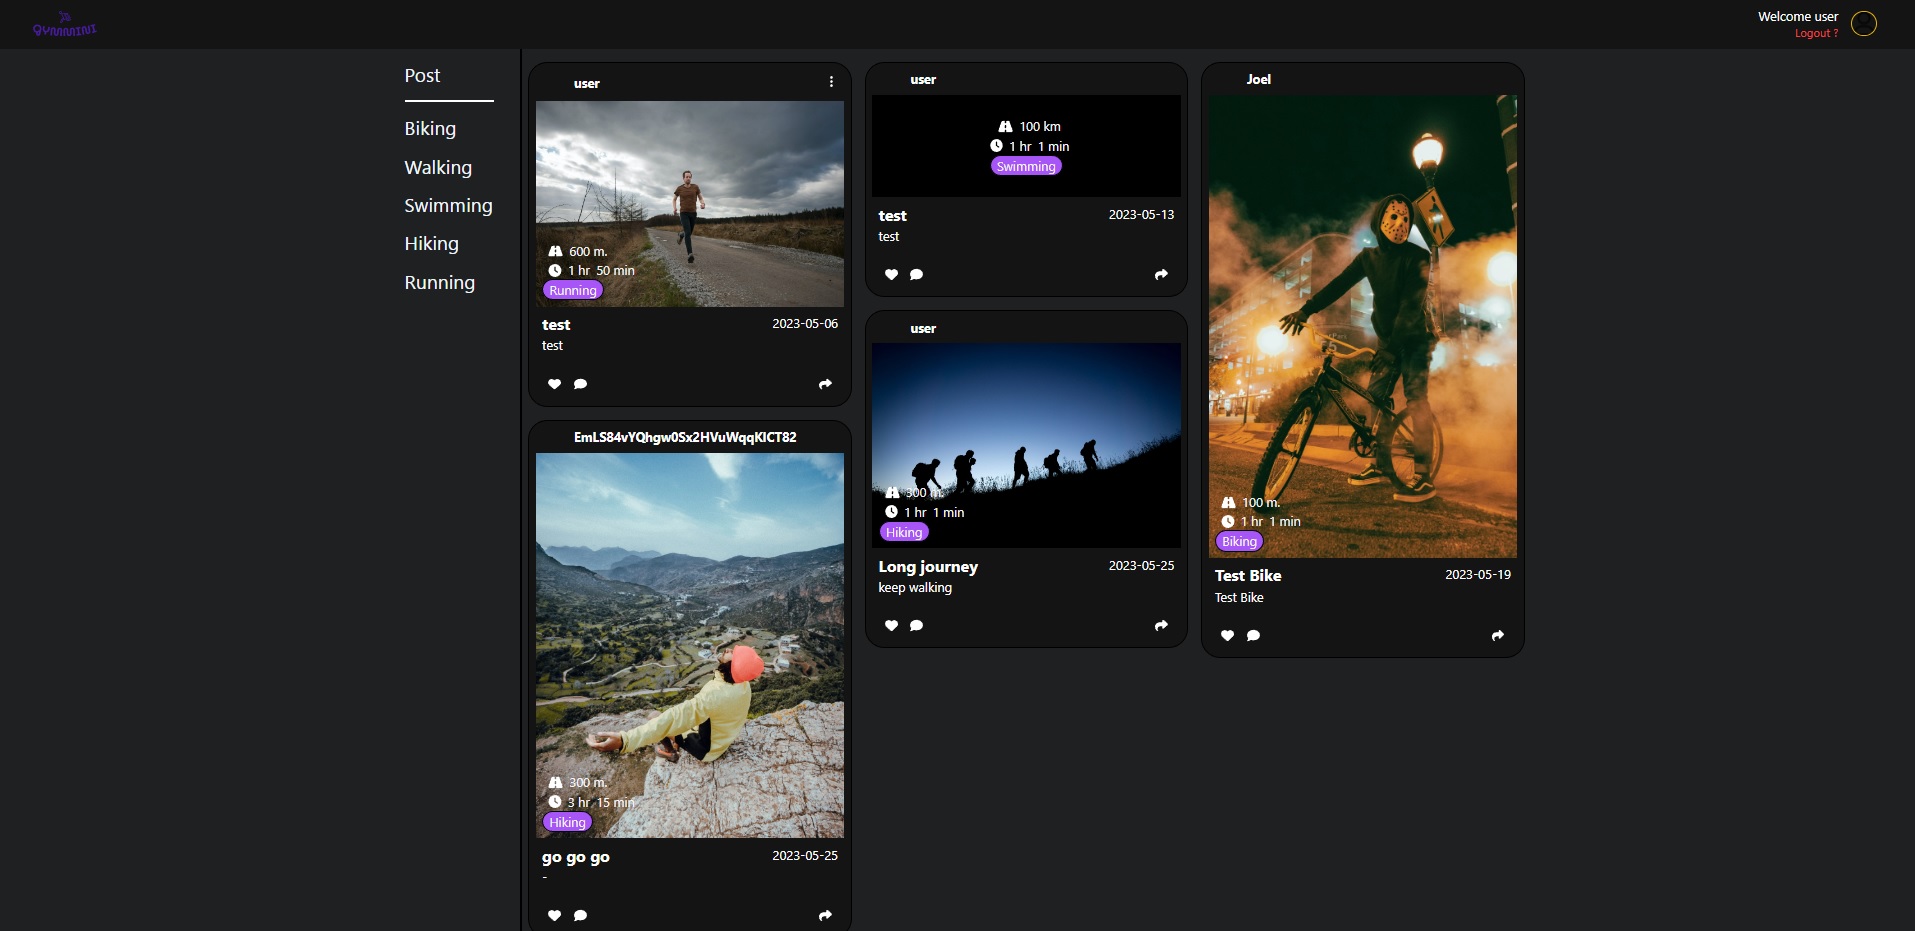 GYMMINI
Welcome user
Logout ?
Post
Biking
Walking
Swimming
Hiking
Running
user
600 m.
1 hr 50 min
Running
test
2023-05-06
test
EmLS84vYQhgw0Sx2HVuWqqKlCT82
300 m.
3 hr 15 min
Hiking
go go go
2023-05-25
-
user
100 km
1 hr 1 min
Swimming
test
2023-05-13
test
user
300 m.
1 hr 1 min
Hiking
Long journey
2023-05-25
keep walking
Joel
100 m.
1 hr 1 min
Biking
Test Bike
2023-05-19
Test Bike